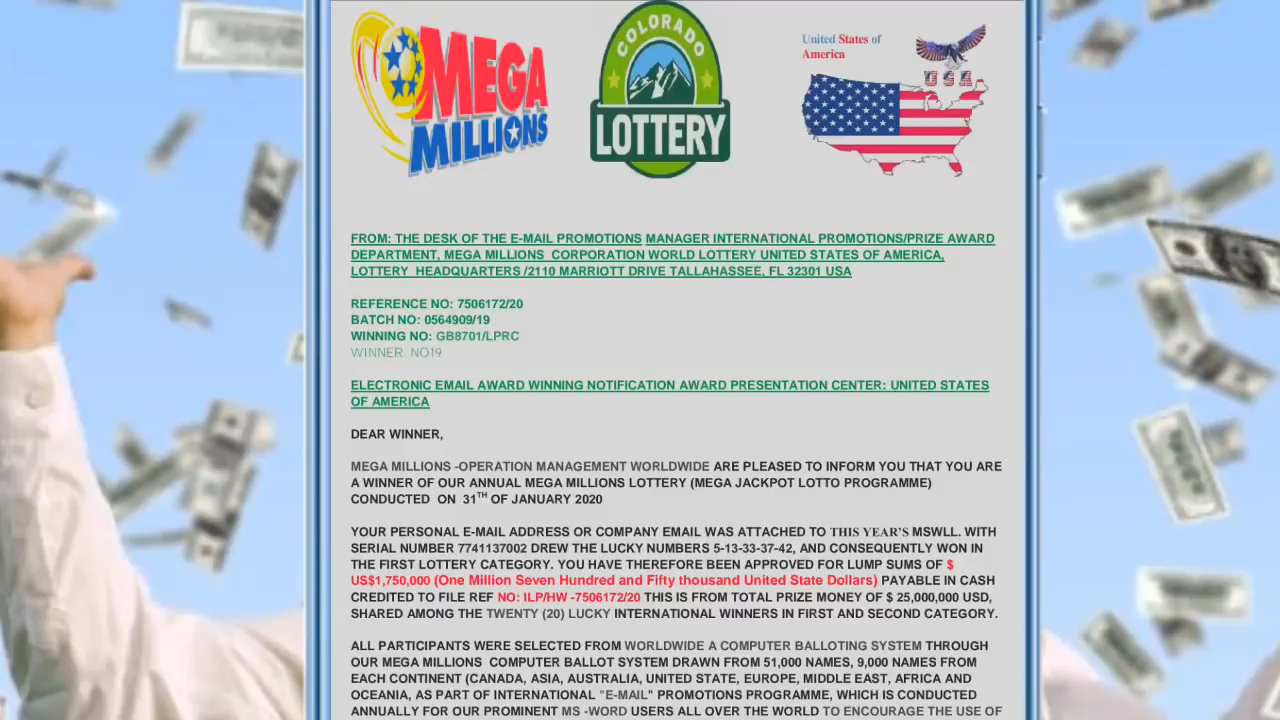 MEGA
MILLIONS
COLORADO
LOTTERY
United States of
America
USA
FROM: THE DESK OF THE E-MAIL PROMOTIONS MANAGER INTERNATIONAL PROMOTIONS/PRIZE AWARD
DEPARTMENT, MEGA MILLIONS CORPORATION WORLD LOTTERY UNITED STATES OF AMERICA,
LOTTERY HEADQUARTERS /2110 MARRIOTT DRIVE TALLAHASSEE, FL 32301 USA
REFERENCE NO: 7506172/20
BATCH NO: 0564909/19
WINNING NO: GB8701/LPRC
WINNER: NO19
ELECTRONIC EMAIL AWARD WINNING NOTIFICATION AWARD PRESENTATION CENTER: UNITED STATES
OF AMERICA
DEAR WINNER,
MEGA MILLIONS -OPERATION MANAGEMENT WORLDWIDE ARE PLEASED TO INFORM YOU THAT YOU ARE
A WINNER OF OUR ANNUAL MEGA MILLIONS LOTTERY (MEGA JACKPOT LOTTO PROGRAMME)
CONDUCTED ON 31TH OF JANUARY 2020
YOUR PERSONAL E-MAIL ADDRESS OR COMPANY EMAIL WAS ATTACHED TO THIS YEAR'S MSWLL. WITH
SERIAL NUMBER 7741137002 DREW THE LUCKY NUMBERS 5-13-33-37-42, AND CONSEQUENTLY WON IN
THE FIRST LOTTERY CATEGORY. YOU HAVE THEREFORE BEEN APPROVED FOR LUMP SUMS OF $
US$1,750,000 (One Million Seven Hundred and Fifty thousand United State Dollars) PAYABLE IN CASH
CREDITED TO FILE REF NO: ILP/HW -7506172/20 THIS IS FROM TOTAL PRIZE MONEY OF $ 25,000,000 USD,
SHARED AMONG THE TWENTY (20) LUCKY INTERNATIONAL WINNERS IN FIRST AND SECOND CATEGORY.
ALL PARTICIPANTS WERE SELECTED FROM WORLDWIDE A COMPUTER BALLOTING SYSTEM THROUGH
OUR MEGA MILLIONS COMPUTER BALLOT SYSTEM DRAWN FROM 51,000 NAMES, 9,000 NAMES FROM
EACH CONTINENT (CANADA, ASIA, AUSTRALIA, UNITED STATE, EUROPE, MIDDLE EAST, AFRICA AND
OCEANIA, AS PART OF INTERNATIONAL "E-MAIL" PROMOTIONS PROGRAMME, WHICH IS CONDUCTED
ANNUALLY FOR OUR PROMINENT MS -WORD USERS ALL OVER THE WORLD TO ENCOURAGE THE USE OF